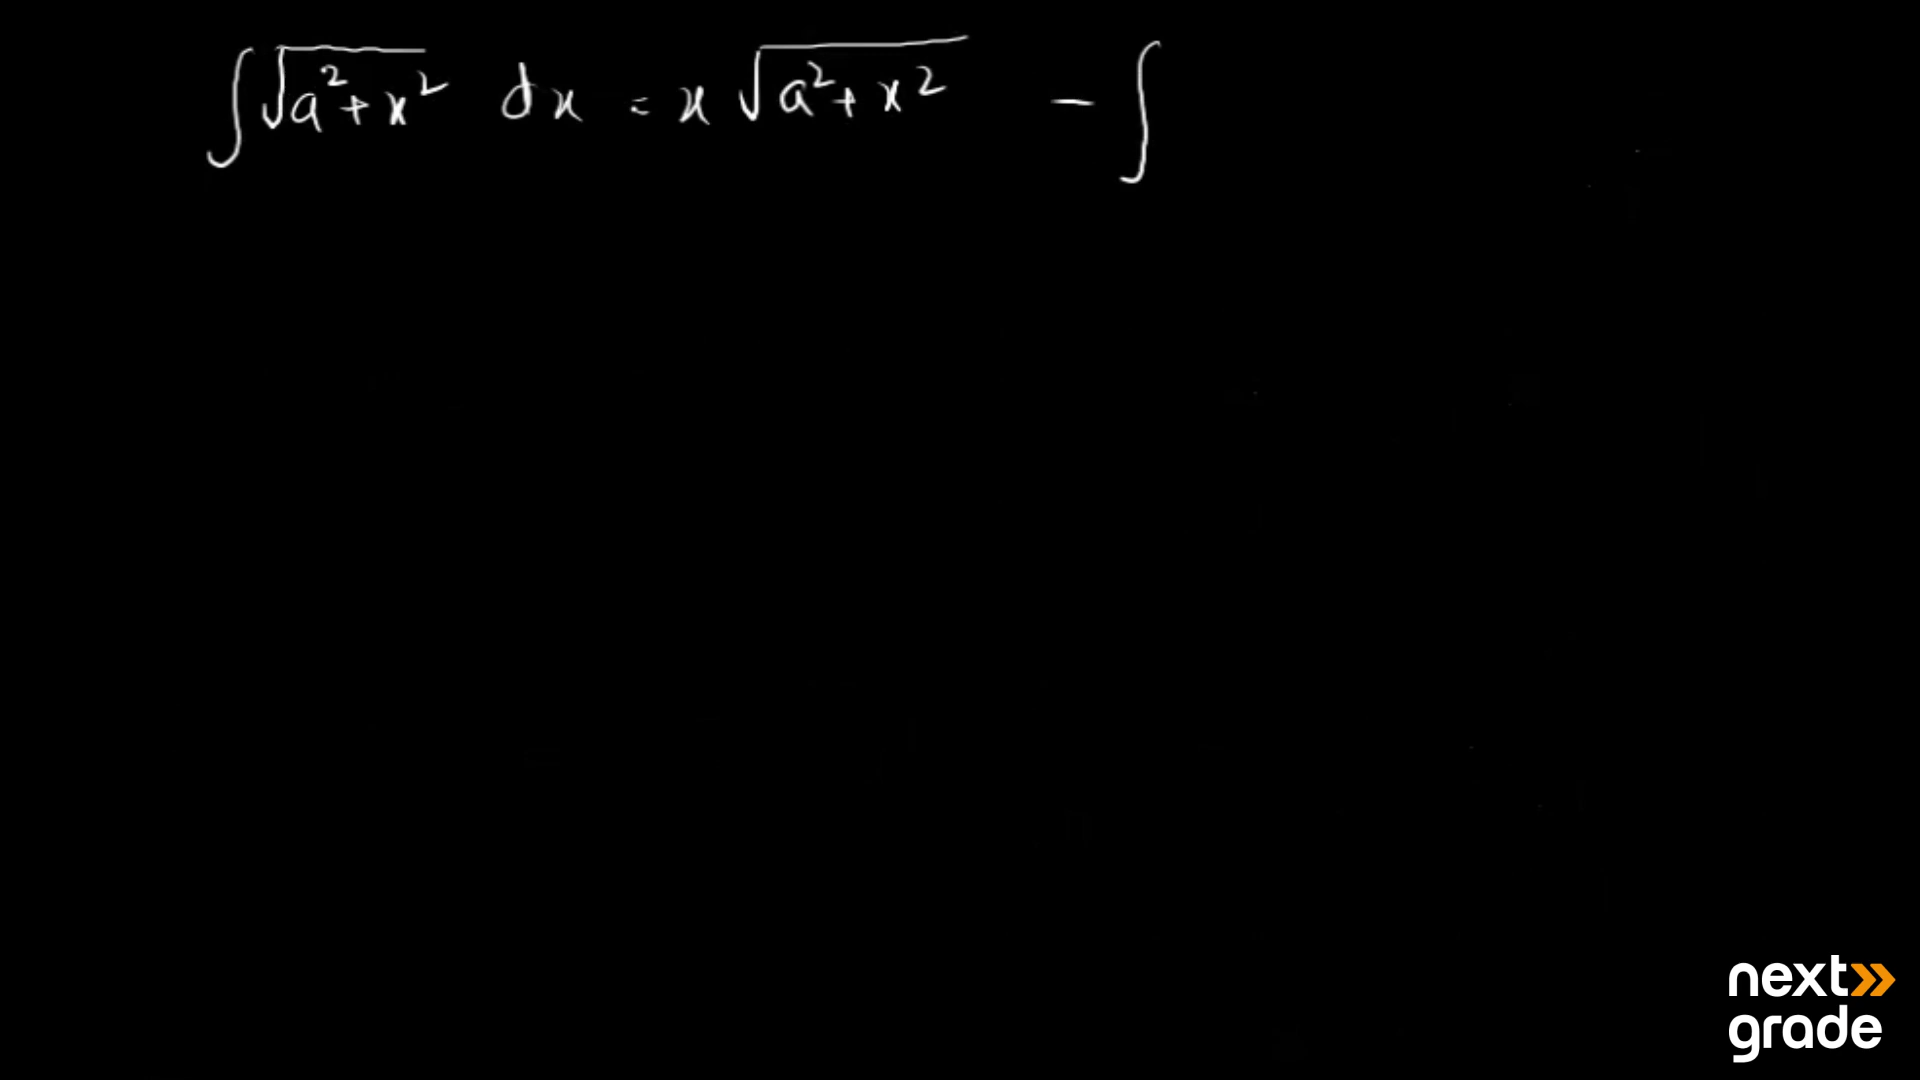 ∫√(a²+x²) dx = x √(a²+x²) - ∫
next
grade